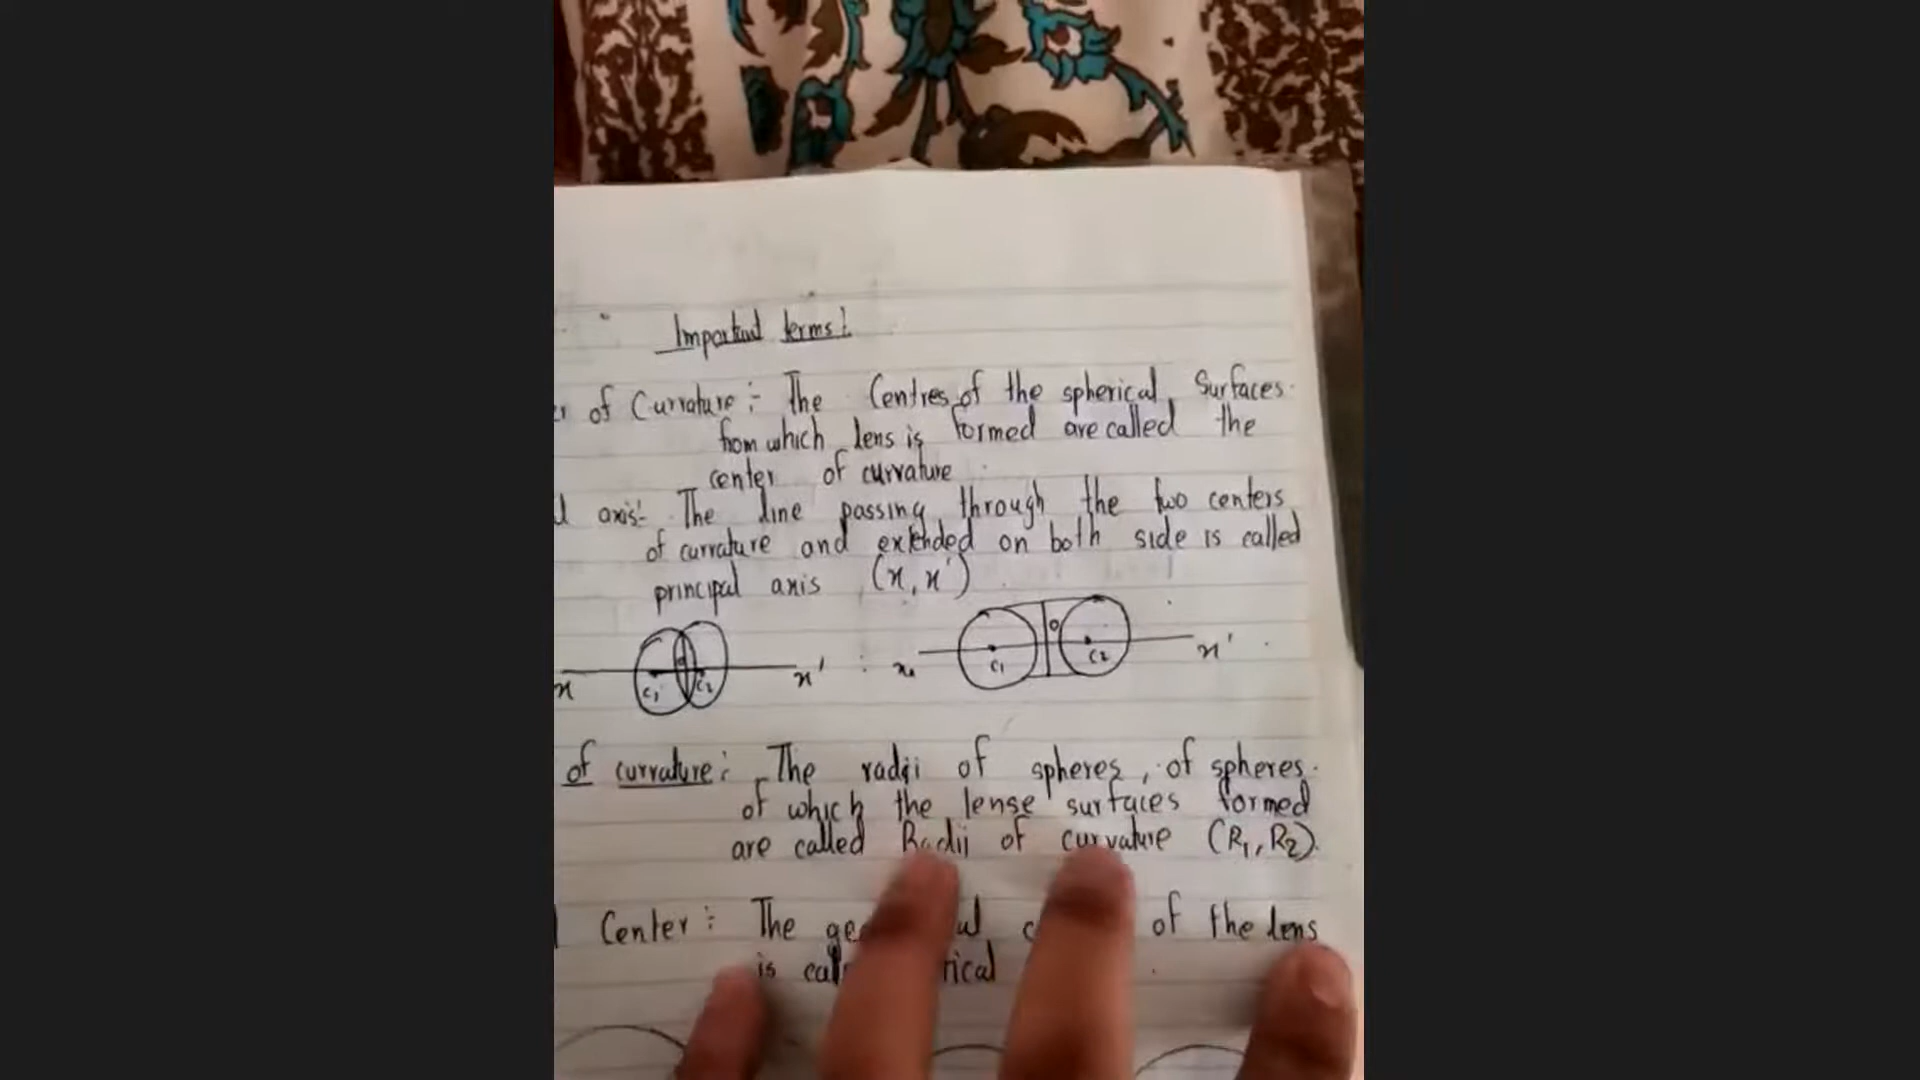 Important terms:
er of Curvature:- The Centres of the spherical Surfaces
from which lens is formed are called the
center of curvature
l axis:- The line passing through the two centers
of curvature and extended on both side is called
principal axis (x, x')
x C1 C2 x' : x C1 O C2 x'
of curvature: The radii of spheres, of spheres
of which the lense surfaces formed
are called Radii of curvature (R1, R2).
Center:- The of the lens
is